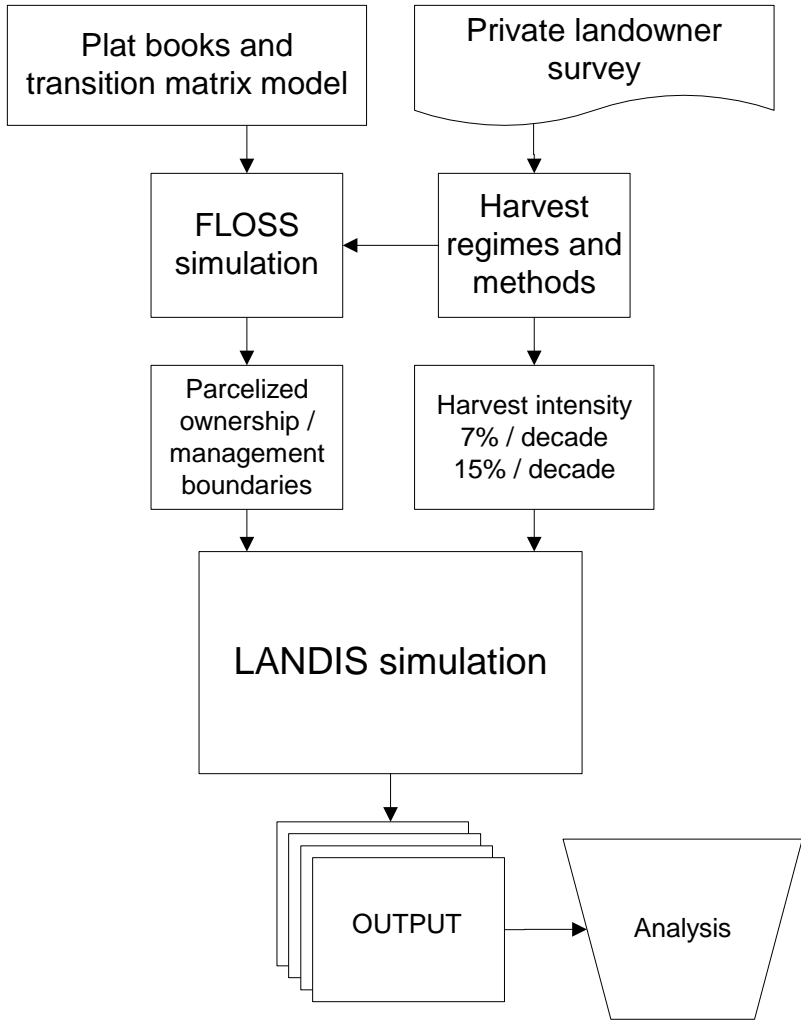 Plat books and
transition matrix model
Private landowner
survey
FLOSS
simulation
Harvest
regimes and
methods
Parcelized
ownership /
management
boundaries
Harvest intensity
7% / decade
15% / decade
LANDIS simulation
OUTPUT
Analysis